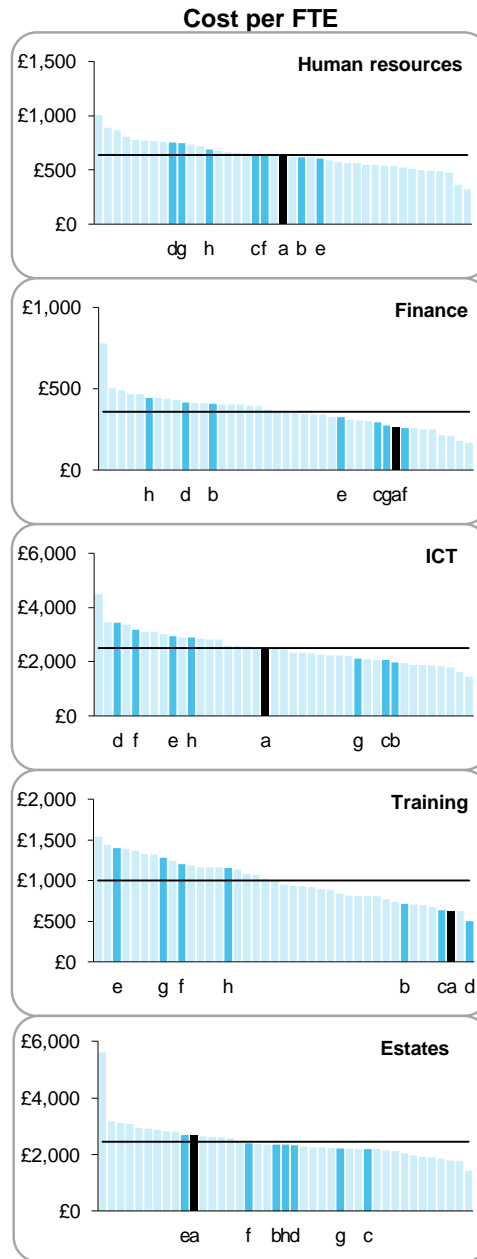 Cost per FTE
Human resources
£1,500
£1,000
£500
£0
dg h cf a b e
Finance
£1,000
£500
£0
h d b e cgaf
ICT
£6,000
£4,000
£2,000
£0
d f e h a g cb
Training
£2,000
£1,500
£1,000
£500
£0
e g f h b ca d
Estates
£6,000
£4,000
£2,000
£0
ea f bhd g c